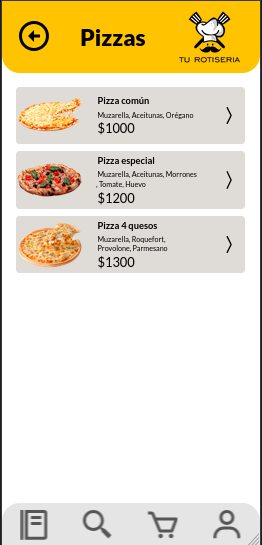 Pizzas
TU ROTISERIA
Pizza común
Muzarella, Aceitunas, Orégano
$1000
Pizza especial
Muzarella, Aceitunas, Morrones
, Tomate, Huevo
$1200
Pizza 4 quesos
Muzarella, Roquefort,
Provolone, Parmesano
$1300